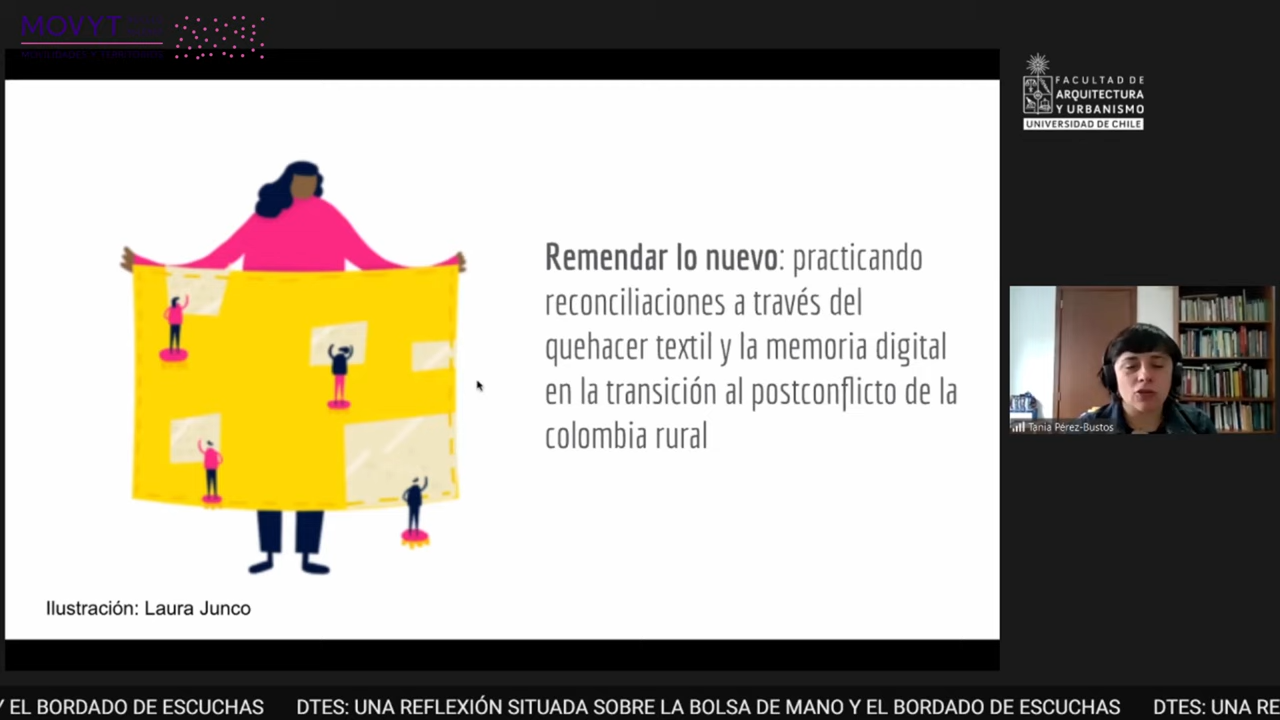 MOVYT
FACULTAD DE
ARQUITECTURA
Y URBANISMO
UNIVERSIDAD DE CHILE
Remendar lo nuevo: practicando
reconciliaciones a través del
quehacer textil y la memoria digital
en la transición al postconflicto de la
colombia rural
Ilustración: Laura Junco
Tania Pérez-Bustos
Y EL BORDADO DE ESCUCHAS DTES: UNA REFLEXIÓN SITUADA SOBRE LA BOLSA DE MANO Y EL BORDADO DE ESCUCHAS DTES: UNA RE